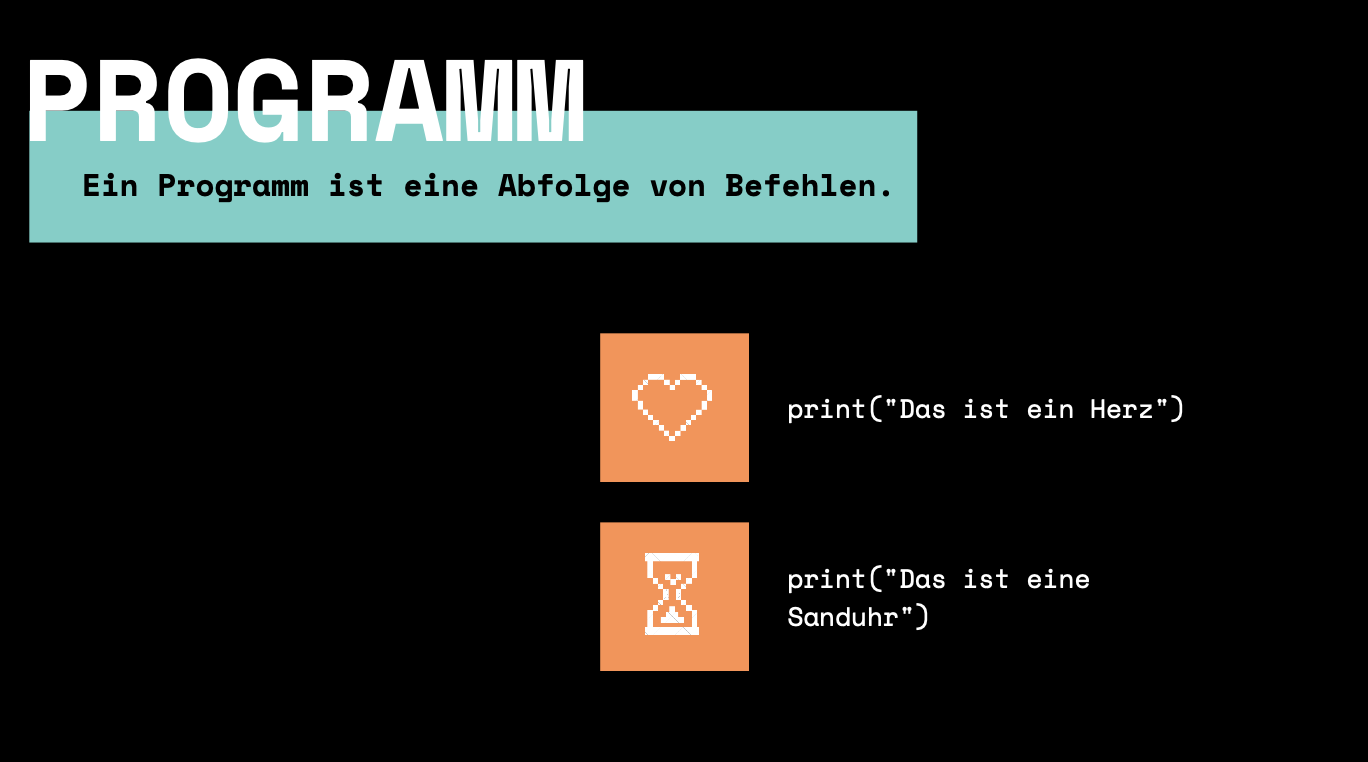 PROGRAMM
Ein Programm ist eine Abfolge von Befehlen.
print("Das ist ein Herz")
print("Das ist eine
Sanduhr")